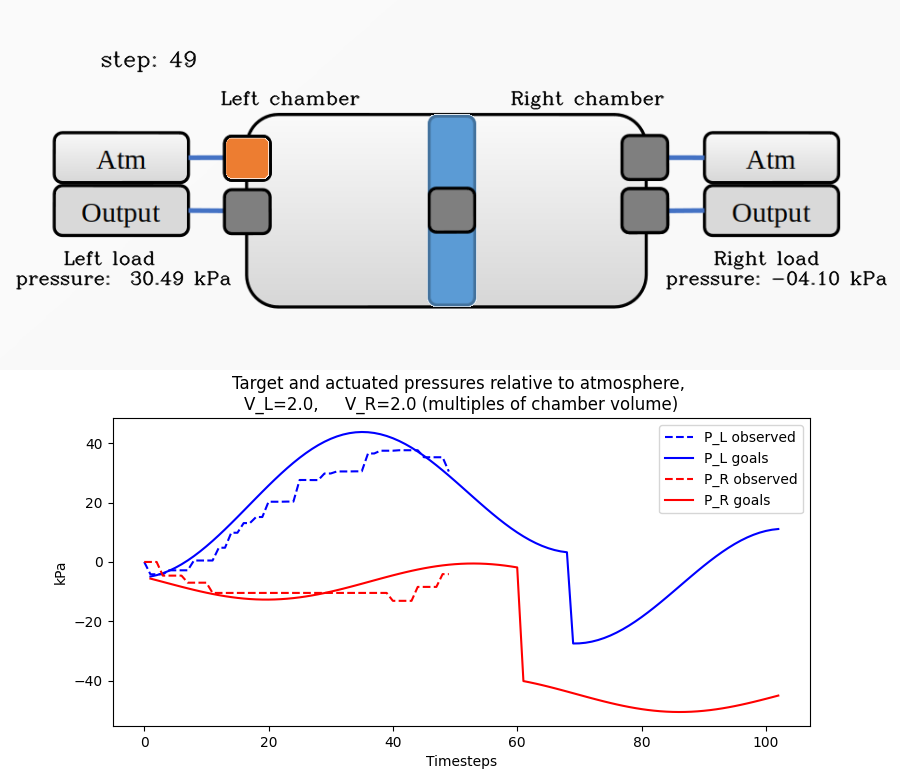 step: 49
Left chamber
Right chamber
Atm
Atm
Output
Output
Left load
pressure: 30.49 kPa
Right load
pressure: -04.10 kPa
Target and actuated pressures relative to atmosphere,
V_L=2.0, V_R=2.0 (multiples of chamber volume)
P_L observed
P_L goals
P_R observed
P_R goals
40
20
0
−20
−40
kPa
0 20 40 60 80 100
Timesteps